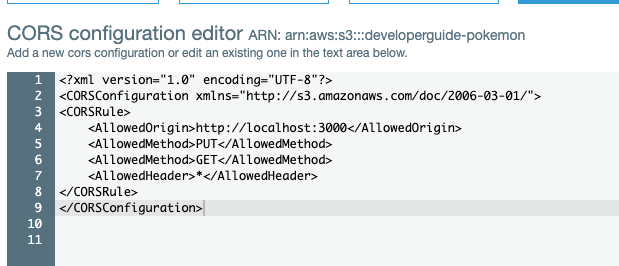 CORS configuration editor ARN: arn:aws:s3:::developerguide-pokemon
Add a new cors configuration or edit an existing one in the text area below.
1 <?xml version="1.0" encoding="UTF-8"?>
2 <CORSConfiguration xmlns="http://s3.amazonaws.com/doc/2006-03-01/">
3 <CORSRule>
4     <AllowedOrigin>http://localhost:3000</AllowedOrigin>
5     <AllowedMethod>PUT</AllowedMethod>
6     <AllowedMethod>GET</AllowedMethod>
7     <AllowedHeader>*</AllowedHeader>
8 </CORSRule>
9 </CORSConfiguration>
10
11